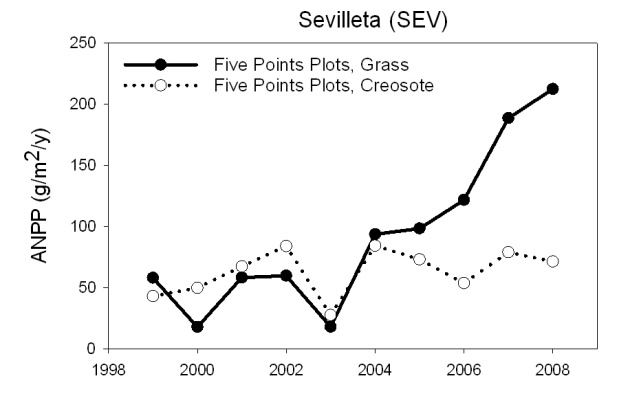 Sevilleta (SEV)
250
200
150
100
50
0
ANPP (g/m2/y)
Five Points Plots, Grass
Five Points Plots, Creosote
1998 2000 2002 2004 2006 2008